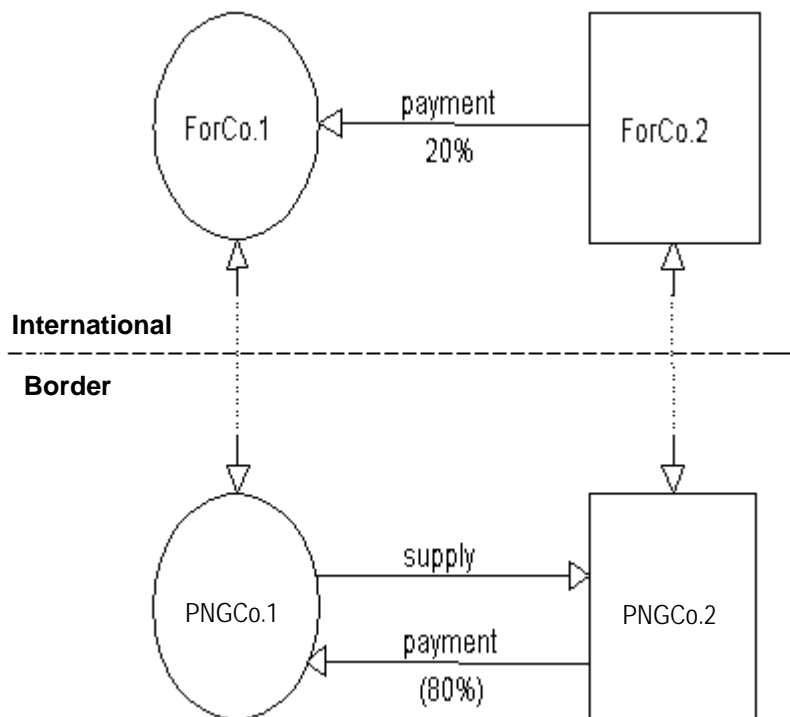 ForCo.1
payment
20%
ForCo.2
International
Border
PNGCo.1
supply
payment
(80%)
PNGCo.2